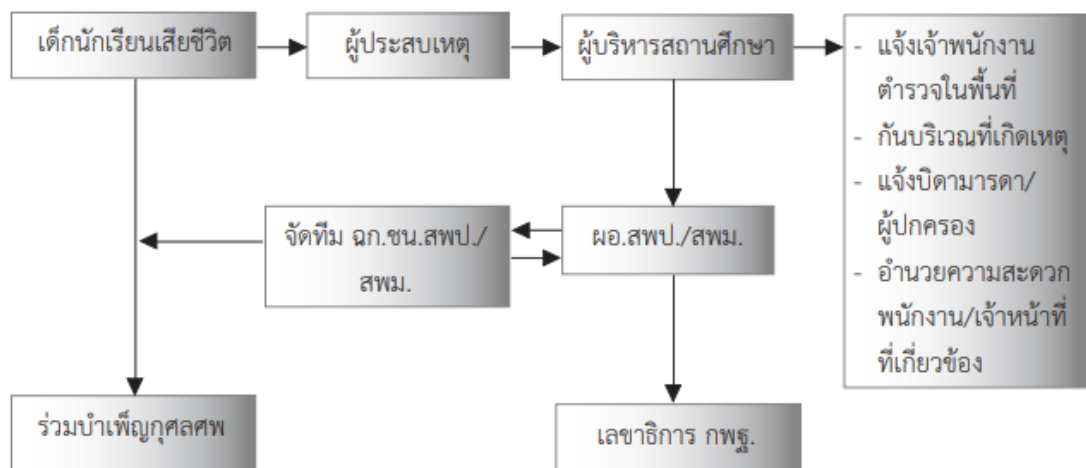 เด็กนักเรียนเสียชีวิต
ผู้ประสบเหตุ
ผู้บริหารสถานศึกษา
- แจ้งเจ้าพนักงาน
ตำรวจในพื้นที่
- กันบริเวณที่เกิดเหตุ
- แจ้งบิดามารดา/
ผู้ปกครอง
- อำนวยความสะดวก
พนักงาน/เจ้าหน้าที่
ที่เกี่ยวข้อง
จัดทีม ฉก.ชน.สพป./
สพม.
ผอ.สพป./สพม.
ร่วมบำเพ็ญกุศลศพ
เลขาธิการ กพฐ.